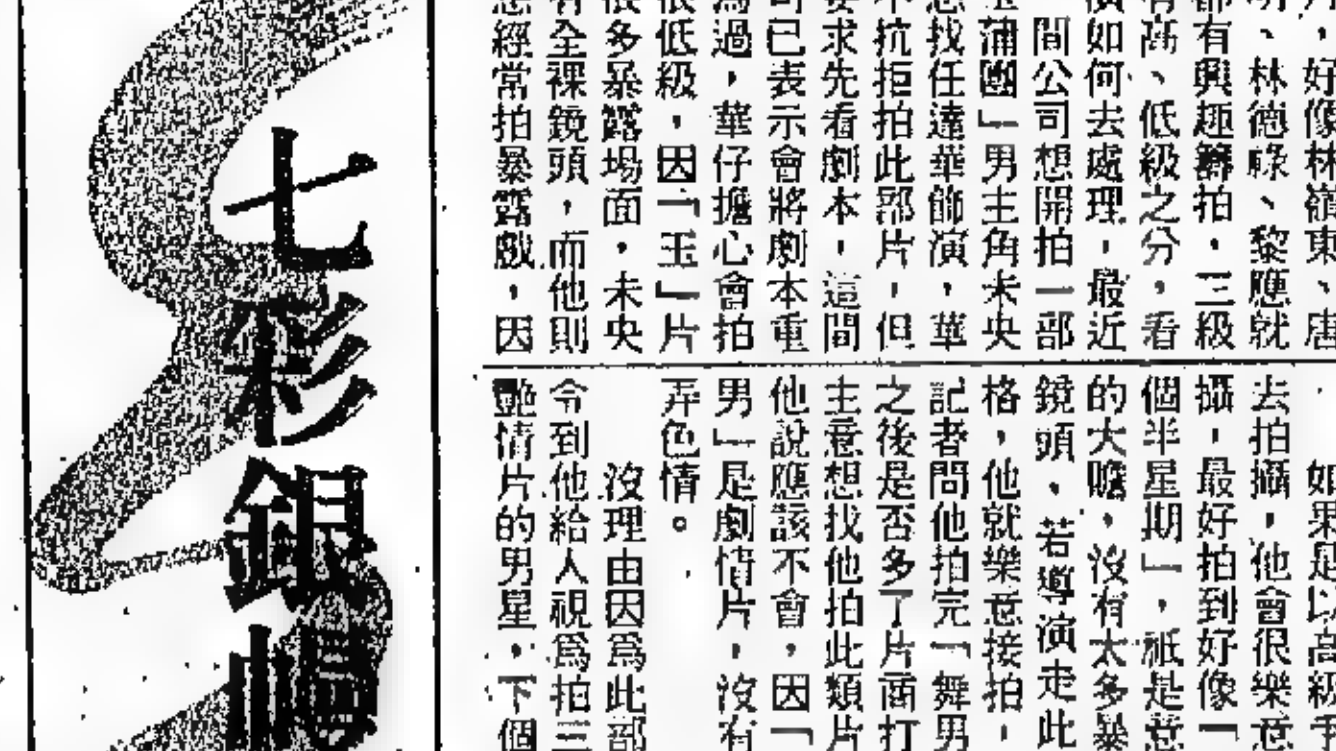 片，好像林嶺東、唐
明、林德祿、黎應就
都有興趣籌拍，三級
有高、低級之分，看
演如何去處理，最近
間公司想開拍一部
玉蒲團」男主角未央
想找任達華飾演，華
不抗拒拍此部片，但
要求先看劇本，這間
司已表示會將劇本重
為過，華仔擔心會拍
很低級，因「玉」片
很多暴露場面，未央
有全裸鏡頭，而他則
想經常拍暴露戲，因
如果是以高級手
去拍攝，他會很樂意
攝，最好拍到好像「
個半星期」，祇是意
的大瞻，沒有太多暴
鏡頭，若導演走此
格，他就樂意接拍，
記者問他拍完「舞男
之後是否多了片商打
主意想找他拍此類片
他說應該不會，因「
男」是劇情片，沒有
弄色情。
沒理由因爲此部
令到他給人視爲拍三
艷情片的男星，下個
七彩銀幟